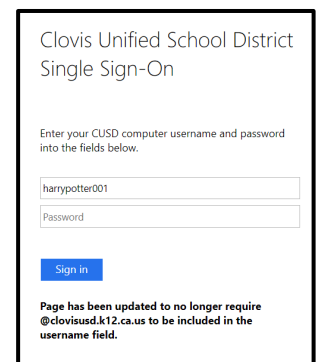 Clovis Unified School District
Single Sign-On
Enter your CUSD computer username and password
into the fields below.
harrypotter001
Password
Sign in
Page has been updated to no longer require
@clovisusd.k12.ca.us to be included in the
username field.